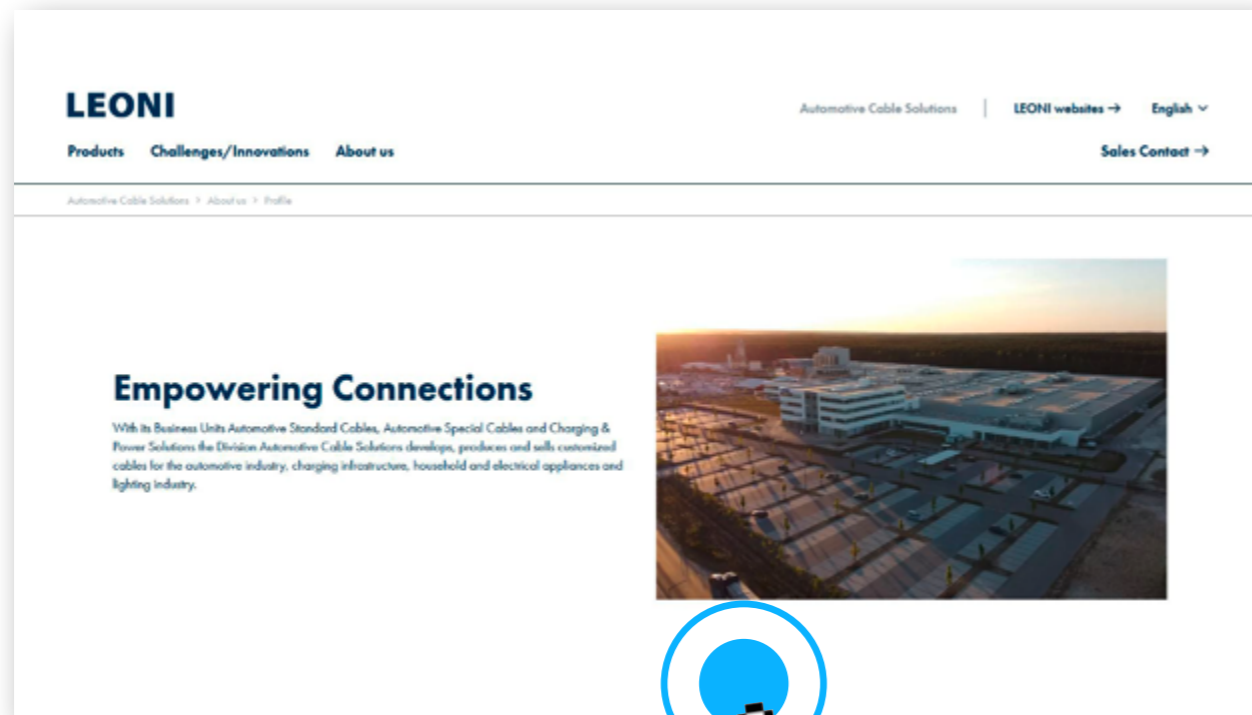 LEONI
Automotive Cable Solutions
LEONI websites →
English
Products
Challenges/Innovations
About us
Sales Contact →
Automotive Cable Solutions > About us > Profile
Empowering Connections
With its Business Units Automotive Standard Cables, Automotive Special Cables and Charging &
Power Solutions the Division Automotive Cable Solutions develops, produces and sells customized
cables for the automotive industry, charging infrastructure, household and electrical appliances and
lighting industry.